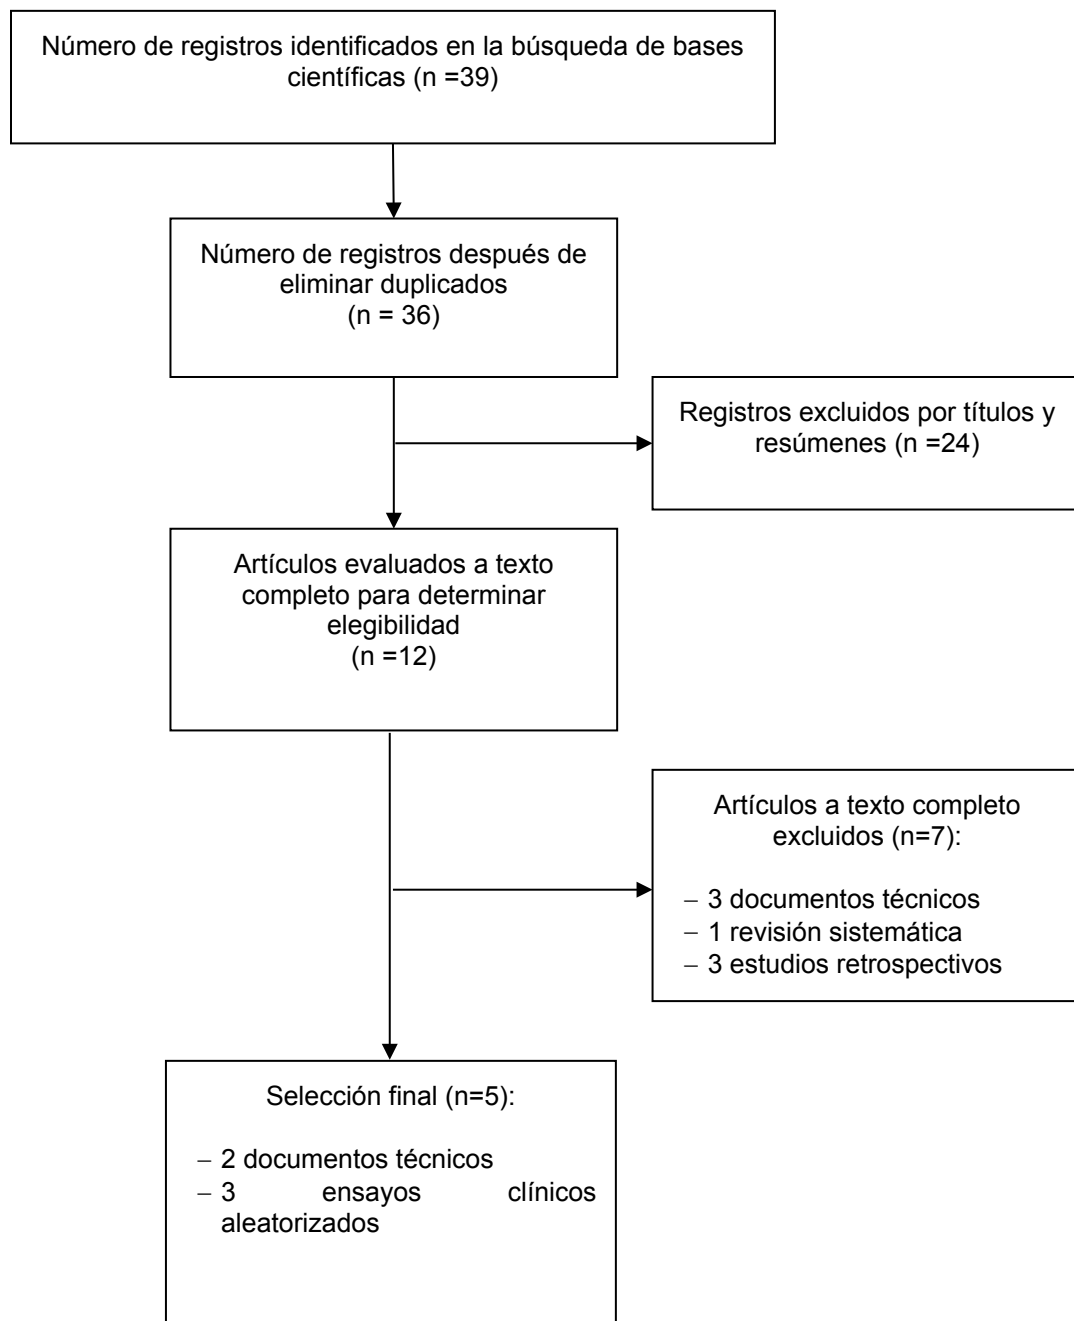 Número de registros identificados en la búsqueda de bases
científicas (n =39)
Número de registros después de
eliminar duplicados
(n = 36)
Registros excluidos por títulos y
resúmenes (n =24)
Artículos evaluados a texto
completo para determinar
elegibilidad
(n =12)
Artículos a texto completo
excluidos (n=7):
– 3 documentos técnicos
– 1 revisión sistemática
– 3 estudios retrospectivos
Selección final (n=5):
– 2 documentos técnicos
– 3 ensayos clínicos
aleatorizados